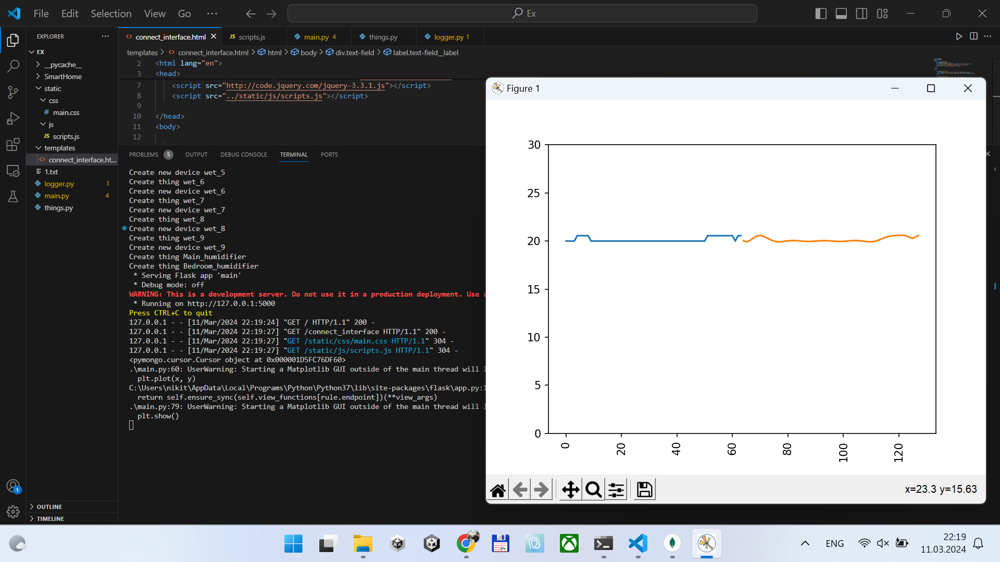 File Edit Selection View Go ···
Ex
EXPLORER ···
EX
__pycache__
SmartHome
static
css
# main.css
js
JS scripts.js
templates
<> connect_interface.ht...
1.txt
logger.py 1
main.py 4
things.py
OUTLINE
TIMELINE
1
<> connect_interface.html
JS scripts.js
main.py 4
things.py
logger.py 1
templates > <> connect_interface.html > html > body > div.text-field > label.text-field__label
2 <html lang="en">
3 <head>
7 <script src="http://code.jquery.com/jquery-3.3.1.js"></script>
8 <script src="../static/js/scripts.js"></script>
9
10 </head>
11 <body>
12
PROBLEMS 5 OUTPUT DEBUG CONSOLE TERMINAL PORTS
Create new device wet_5
Create thing wet_6
Create new device wet_6
Create thing wet_7
Create new device wet_7
Create thing wet_8
Create new device wet_8
Create thing wet_9
Create new device wet_9
Create thing Main_humidifier
Create thing Bedroom_humidifier
* Serving Flask app 'main'
* Debug mode: off
WARNING: This is a development server. Do not use it in a production deployment. Use
* Running on http://127.0.0.1:5000
Press CTRL+C to quit
127.0.0.1 - - [11/Mar/2024 22:19:24] "GET / HTTP/1.1" 200 -
127.0.0.1 - - [11/Mar/2024 22:19:27] "GET /connect_interface HTTP/1.1" 200 -
127.0.0.1 - - [11/Mar/2024 22:19:27] "GET /static/css/main.css HTTP/1.1" 304 -
127.0.0.1 - - [11/Mar/2024 22:19:27] "GET /static/js/scripts.js HTTP/1.1" 304 -
<pymongo.cursor.Cursor object at 0x000001D5FC76DF60>
.\main.py:60: UserWarning: Starting a Matplotlib GUI outside of the main thread will
plt.plot(x, y)
C:\Users\nikit\AppData\Local\Programs\Python\Python37\lib\site-packages\flask\app.py:
return self.ensure_sync(self.view_functions[rule.endpoint])(**view_args)
.\main.py:79: UserWarning: Starting a Matplotlib GUI outside of the main thread will
plt.show()
Figure 1
30
25
20
15
10
5
0
0
20
40
60
80
100
120
x=23.3 y=15.63
64
ENG
22:19
11.03.2024